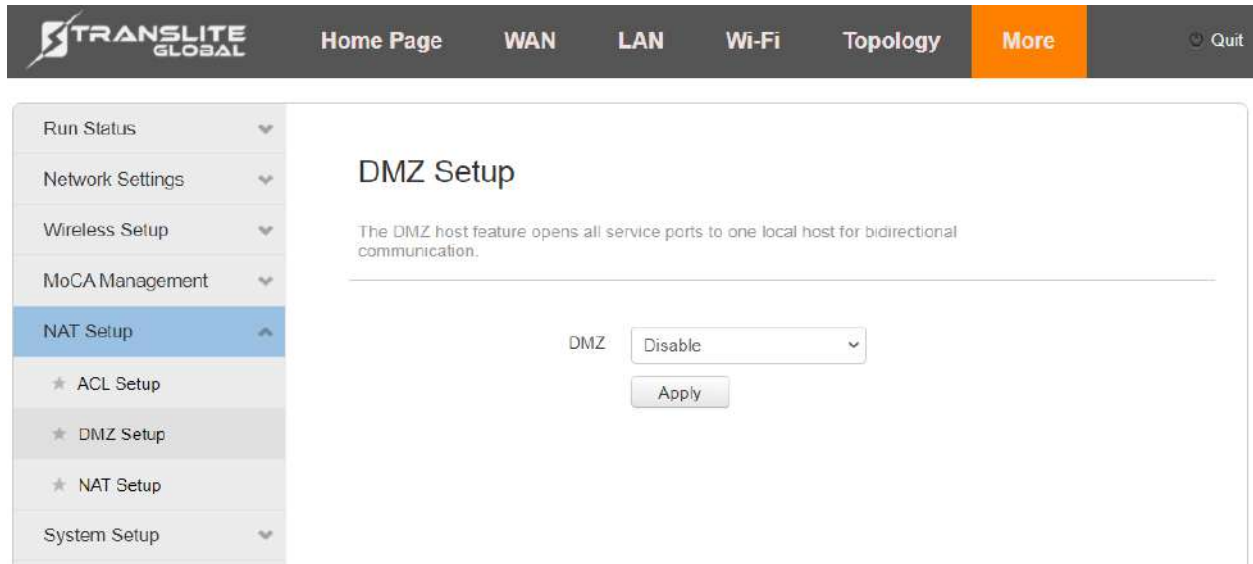 TRANSLITE
GLOBAL
Home Page
WAN
LAN
Wi-Fi
Topology
More
Quit
Run Status
Network Settings
Wireless Setup
MoCA Management
NAT Setup
ACL Setup
DMZ Setup
NAT Setup
System Setup
DMZ Setup
The DMZ host feature opens all service ports to one local host for bidirectional
communication.
DMZ
Disable
Apply